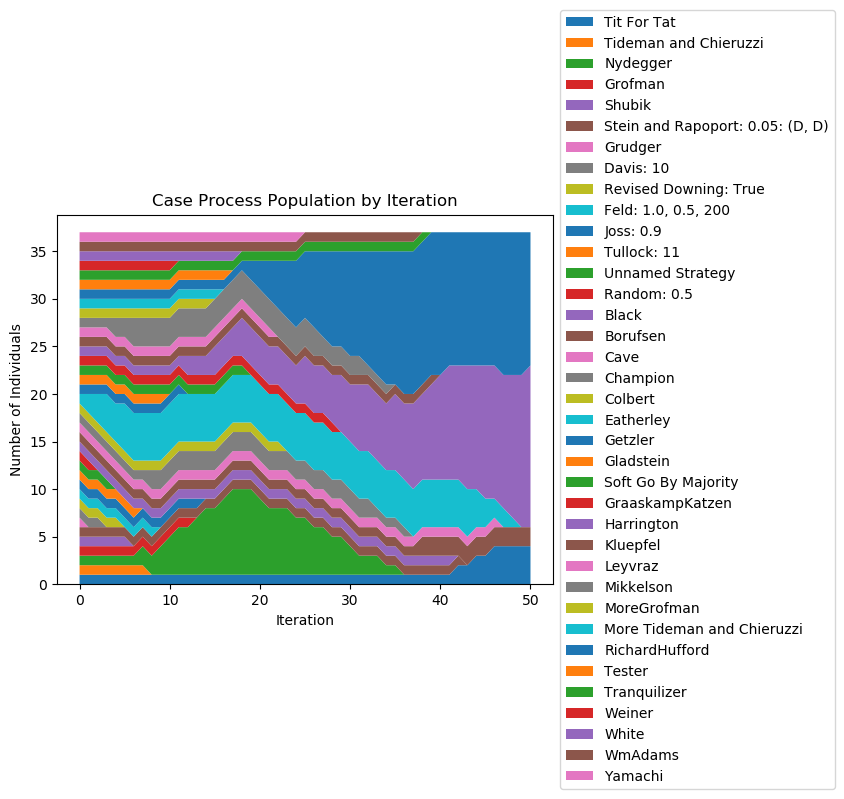 Case Process Population by Iteration
Number of Individuals
35
30
25
20
15
10
5
0
0 10 20 30 40 50
Iteration
Tit For Tat
Tideman and Chieruzzi
Nydegger
Grofman
Shubik
Stein and Rapoport: 0.05: (D, D)
Grudger
Davis: 10
Revised Downing: True
Feld: 1.0, 0.5, 200
Joss: 0.9
Tullock: 11
Unnamed Strategy
Random: 0.5
Black
Borufsen
Cave
Champion
Colbert
Eatherley
Getzler
Gladstein
Soft Go By Majority
GraaskampKatzen
Harrington
Kluepfel
Leyvraz
Mikkelson
MoreGrofman
More Tideman and Chieruzzi
RichardHufford
Tester
Tranquilizer
Weiner
White
WmAdams
Yamachi